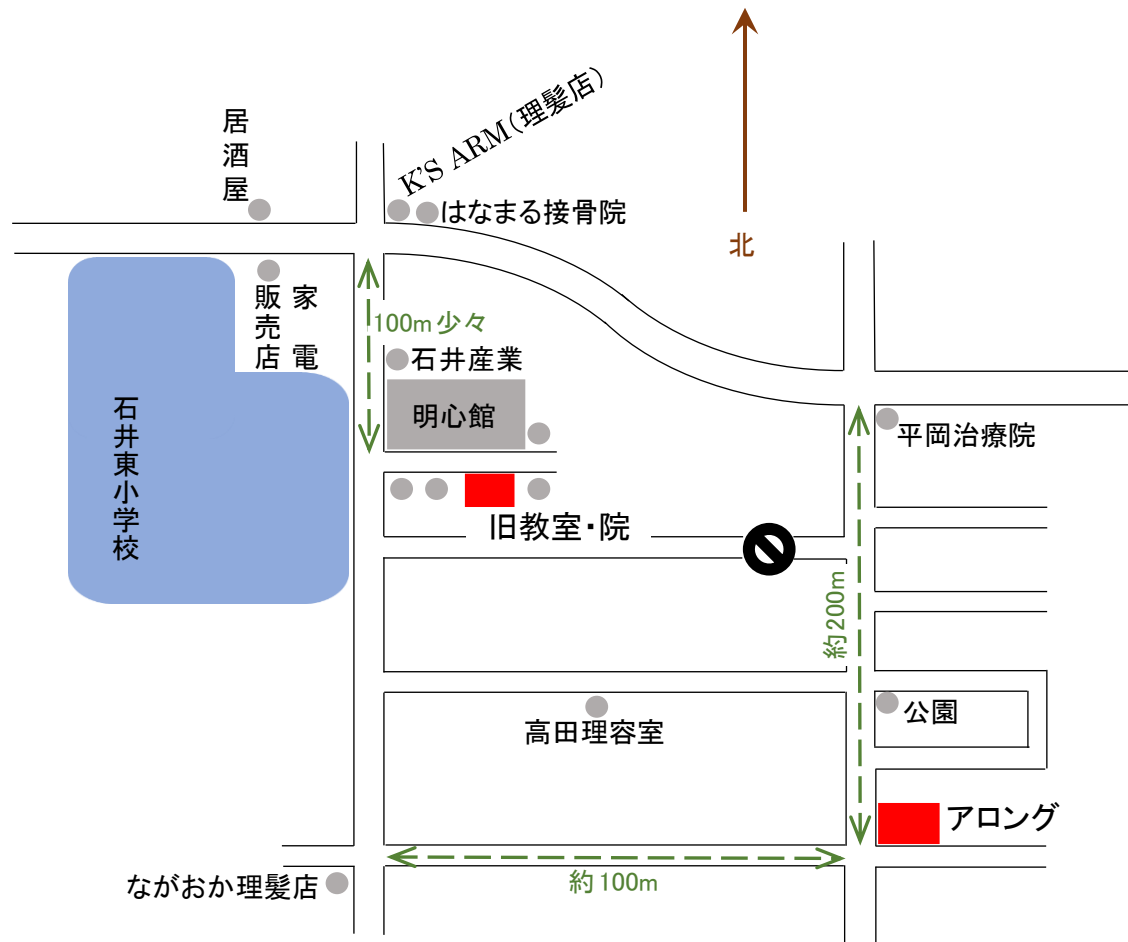 居酒屋
K'S ARM(理髪店)
はなまる接骨院
北
家電
販売店
100m少々
石井産業
明心館
石井東小学校
平岡治療院
旧教室・院
約200m
公園
高田理容室
アロング
約100m
ながおか理髪店